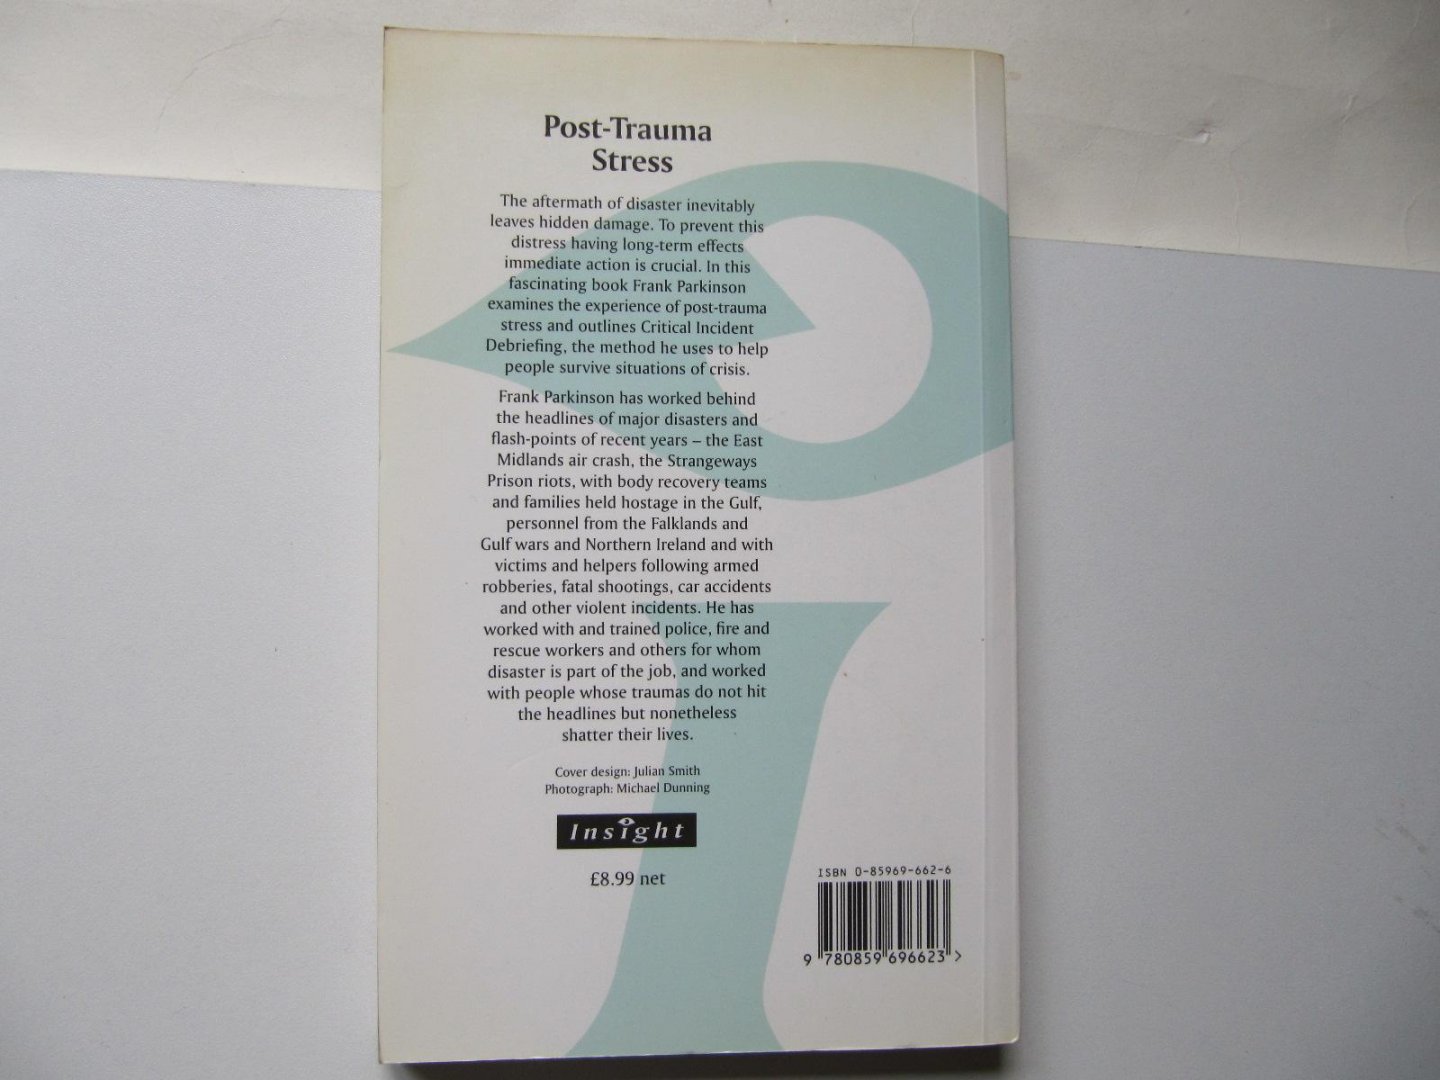 Post-Trauma
Stress
The aftermath of disaster inevitably
leaves hidden damage. To prevent this
distress having long-term effects
immediate action is crucial. In this
fascinating book Frank Parkinson
examines the experience of post-trauma
stress and outlines Critical Incident
Debriefing, the method he uses to help
people survive situations of crisis.
Frank Parkinson has worked behind
the headlines of major disasters and
flash-points of recent years – the East
Midlands air crash, the Strangeways
Prison riots, with body recovery teams
and families held hostage in the Gulf,
personnel from the Falklands and
Gulf wars and Northern Ireland and with
victims and helpers following armed
robberies, fatal shootings, car accidents
and other violent incidents. He has
worked with and trained police, fire and
rescue workers and others for whom
disaster is part of the job, and worked
with people whose traumas do not hit
the headlines but nonetheless
shatter their lives.
Cover design: Julian Smith
Photograph: Michael Dunning
Insight
£8.99 net
ISBN 0-85969-662-6
9 780859 696623 >